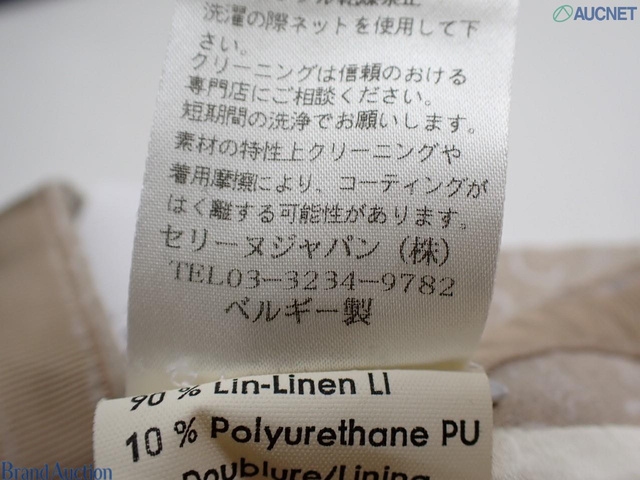 AUCNET
洗濯の際ネットを使用して下
さい。
クリーニングは信頼のおける
専門店にご相談ください。
短期間の洗浄でお願いします。
素材の特性上クリーニングや
着用摩擦により、コーティングが
はく離する可能性があります。
セリーヌジャパン（株）
TEL03-3234-9782
ベルギー製
90 % Lin-Linen LI
10 % Polyurethane PU
Doublure/Lining
Brand Auction